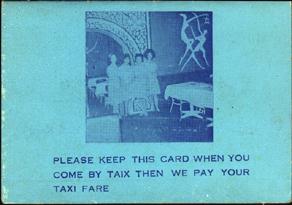 PLEASE KEEP THIS CARD WHEN YOU
COME BY TAIX THEN WE PAY YOUR
TAXI FARE